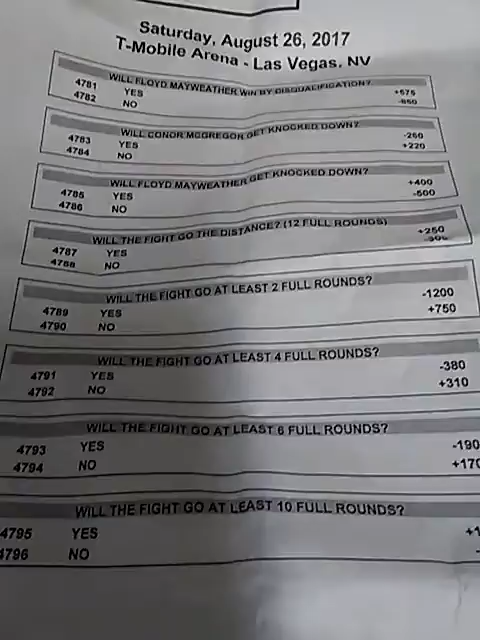 Saturday, August 26, 2017
T-Mobile Arena - Las Vegas, NV
WILL FLOYD MAYWEATHER WIN BY DISQUALIFICATION?
4781 YES +575
4782 NO -850
WILL CONOR MCGREGOR GET KNOCKED DOWN?
4783 YES -260
4784 NO +220
WILL FLOYD MAYWEATHER GET KNOCKED DOWN?
4785 YES +400
4786 NO -500
WILL THE FIGHT GO THE DISTANCE? (12 FULL ROUNDS)
4787 YES +250
4788 NO
WILL THE FIGHT GO AT LEAST 2 FULL ROUNDS?
4789 YES -1200
4790 NO +750
WILL THE FIGHT GO AT LEAST 4 FULL ROUNDS?
4791 YES -380
4792 NO +310
WILL THE FIGHT GO AT LEAST 6 FULL ROUNDS?
4793 YES -190
4794 NO +170
WILL THE FIGHT GO AT LEAST 10 FULL ROUNDS?
4795 YES +1
4796 NO -